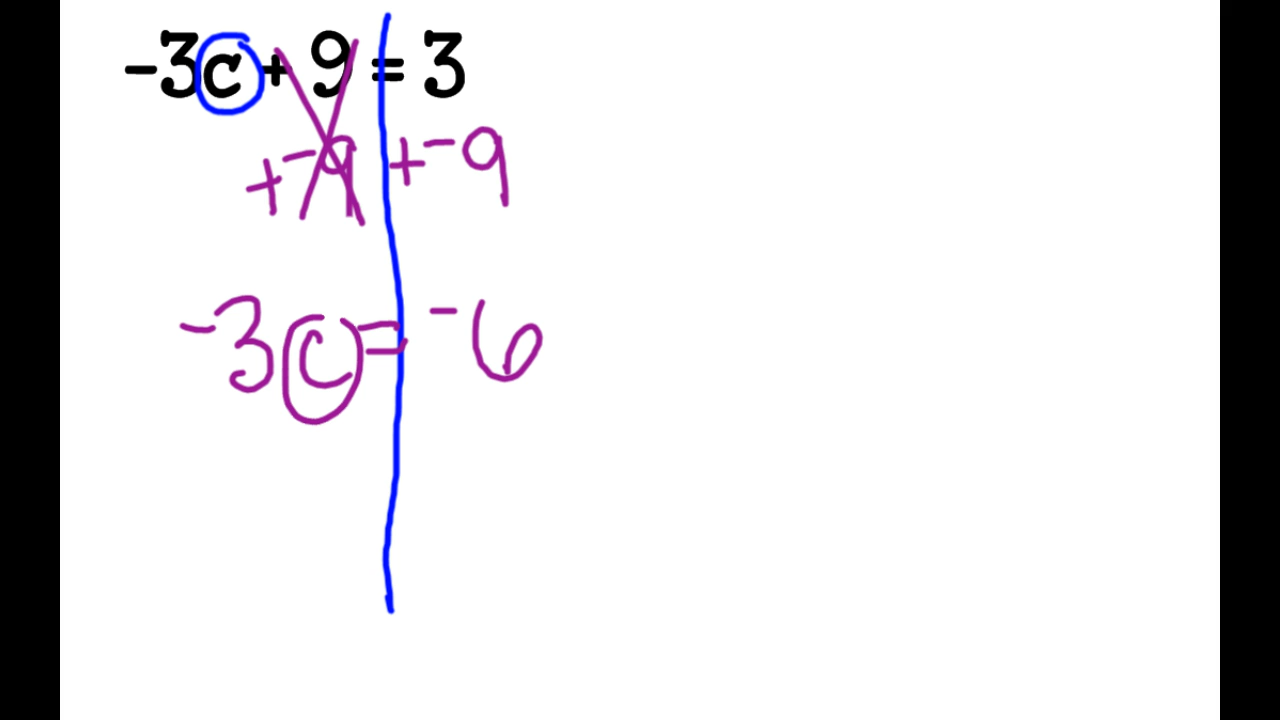 -3c + 9 = 3
+ -9 + -9
-3c = -6